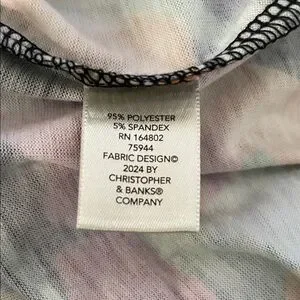 95% POLYESTER
5% SPANDEX
RN 164802
75944
FABRIC DESIGN©
2024 BY
CHRISTOPHER
& BANKS®
COMPANY